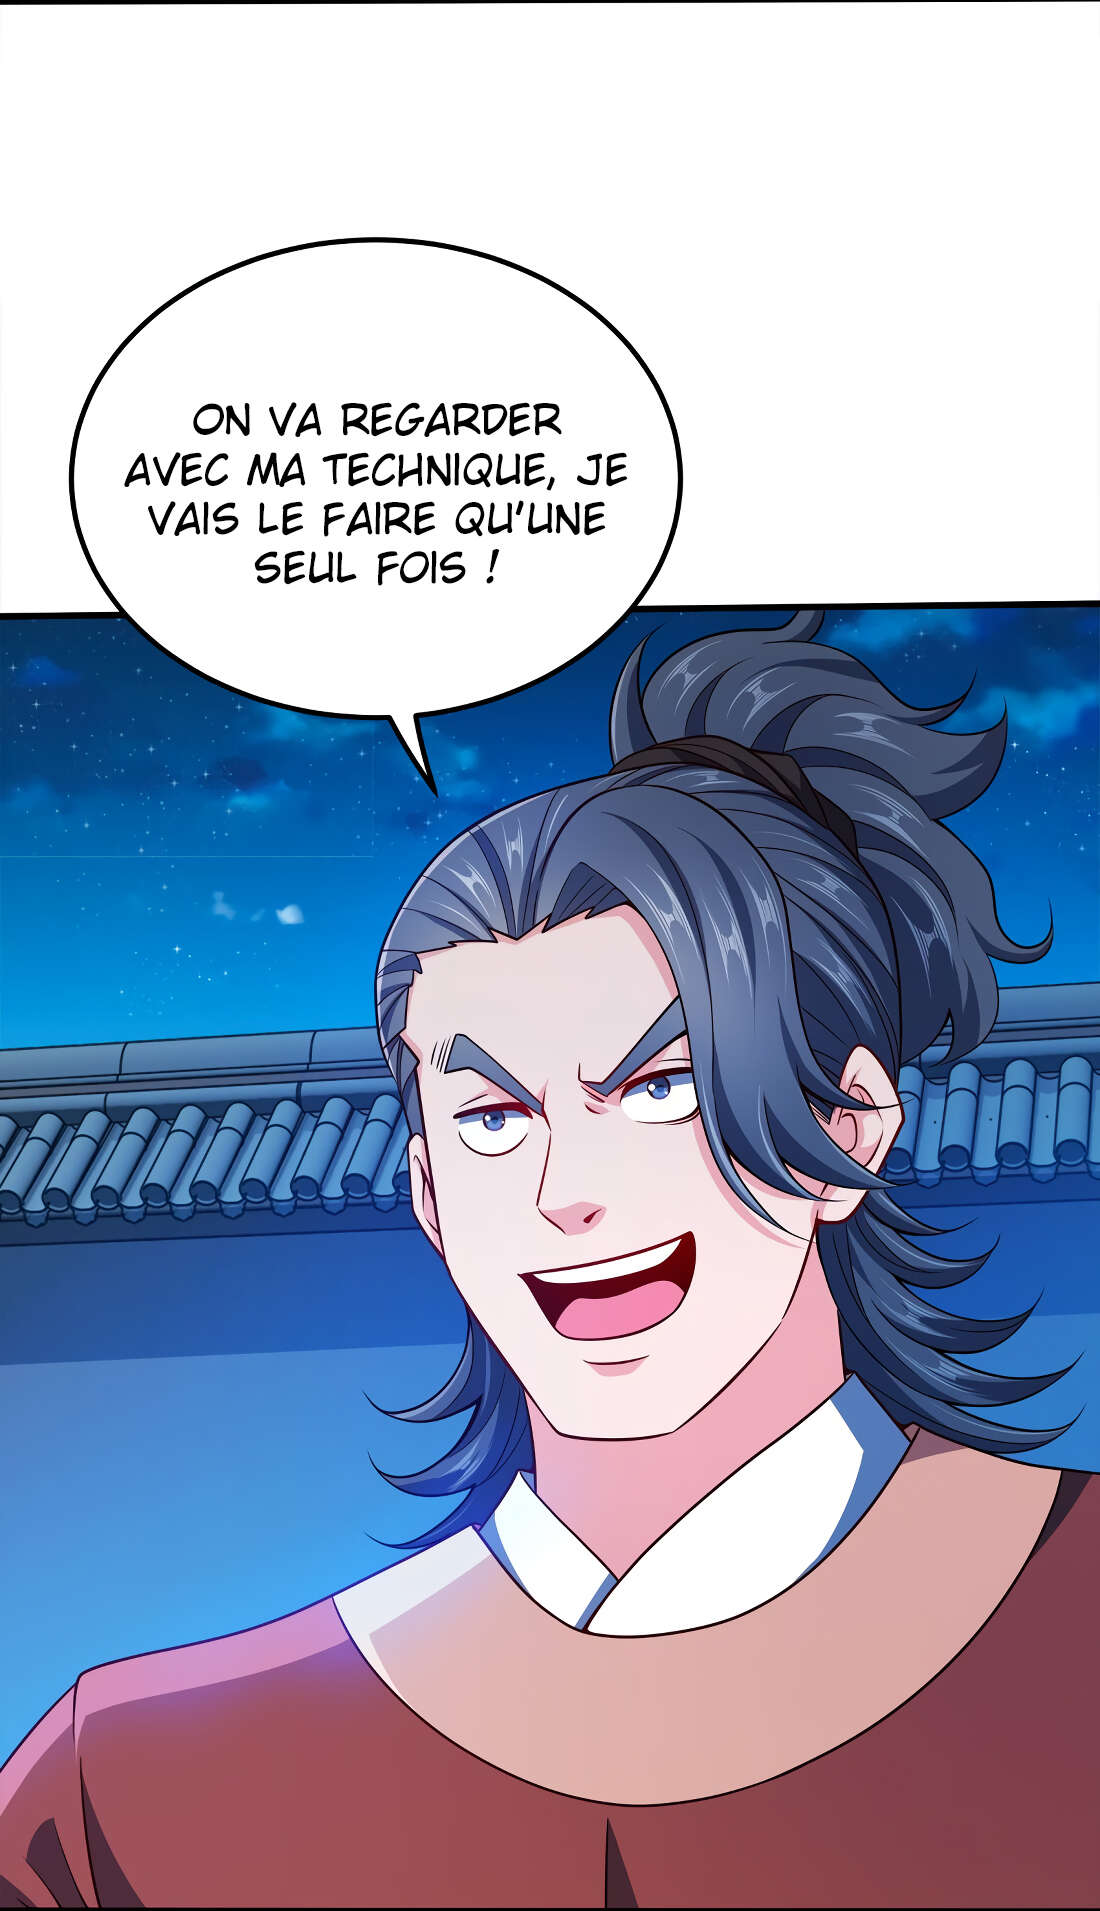 ON VA REGARDER
AVEC MA TECHNIQUE, JE
VAIS LE FAIRE QU'UNE
SEUL FOIS !